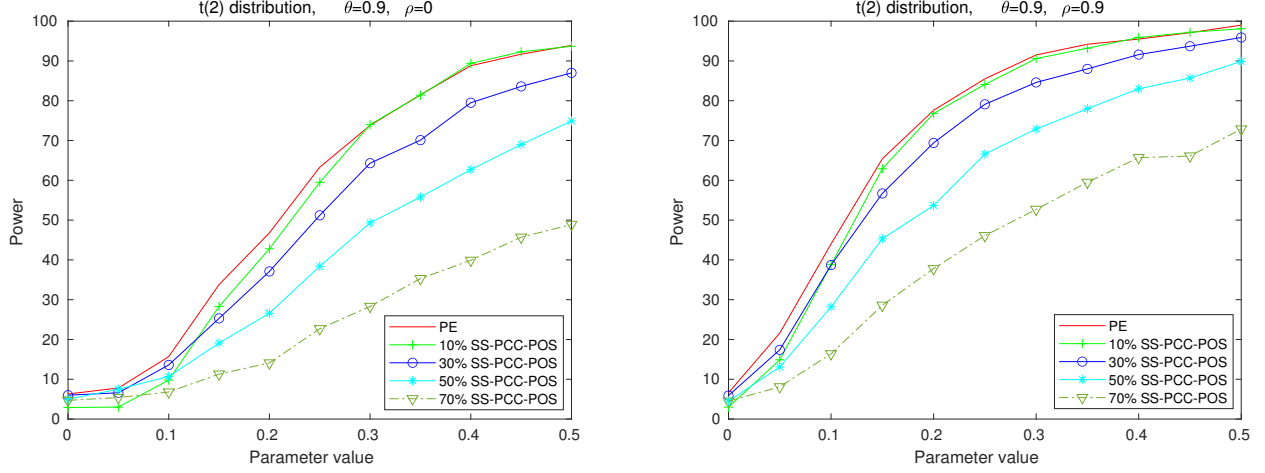 t(2) distribution, θ=0.9, ρ=0
Power
100
90
80
70
60
50
40
30
20
10
0
0 0.1 0.2 0.3 0.4 0.5
Parameter value
PE
10% SS-PCC-POS
30% SS-PCC-POS
50% SS-PCC-POS
70% SS-PCC-POS
t(2) distribution, θ=0.9, ρ=0.9
Power
100
90
80
70
60
50
40
30
20
10
0
0 0.1 0.2 0.3 0.4 0.5
Parameter value
PE
10% SS-PCC-POS
30% SS-PCC-POS
50% SS-PCC-POS
70% SS-PCC-POS